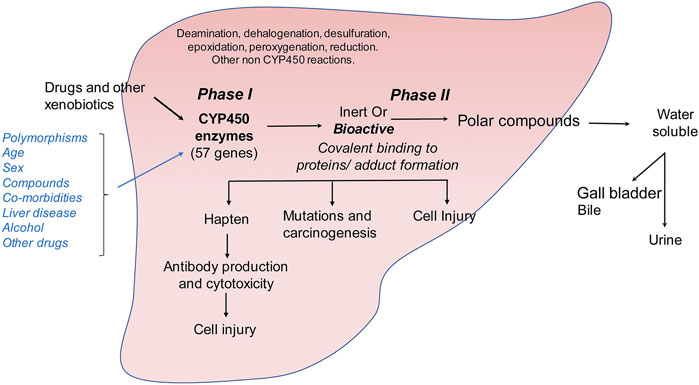 Deamination, dehalogenation, desulfuration,
epoxidation, peroxygenation, reduction.
Other non CYP450 reactions.
Drugs and other
xenobiotics
Phase I
Phase II
CYP450
enzymes
(57 genes)
Inert Or
Bioactive
Polar compounds
Water
soluble
Covalent binding to
proteins/ adduct formation
Polymorphisms
Age
Sex
Compounds
Co-morbidities
Liver disease
Alcohol
Other drugs
Gall bladder
Bile
Urine
Hapten
Mutations and
carcinogenesis
Cell Injury
Antibody production
and cytotoxicity
Cell injury